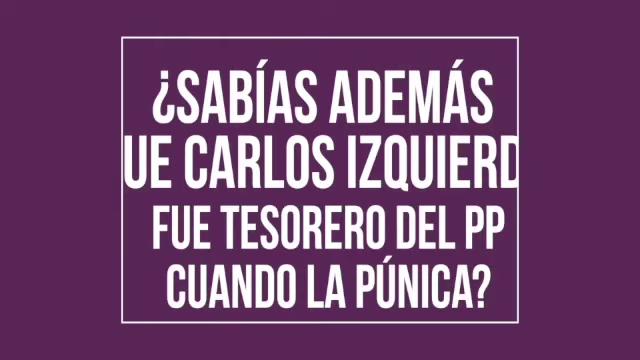 ¿SABÍAS ADEMÁS
UE CARLOS IZQUIERD
FUE TESORERO DEL PP
CUANDO LA PÚNICA?